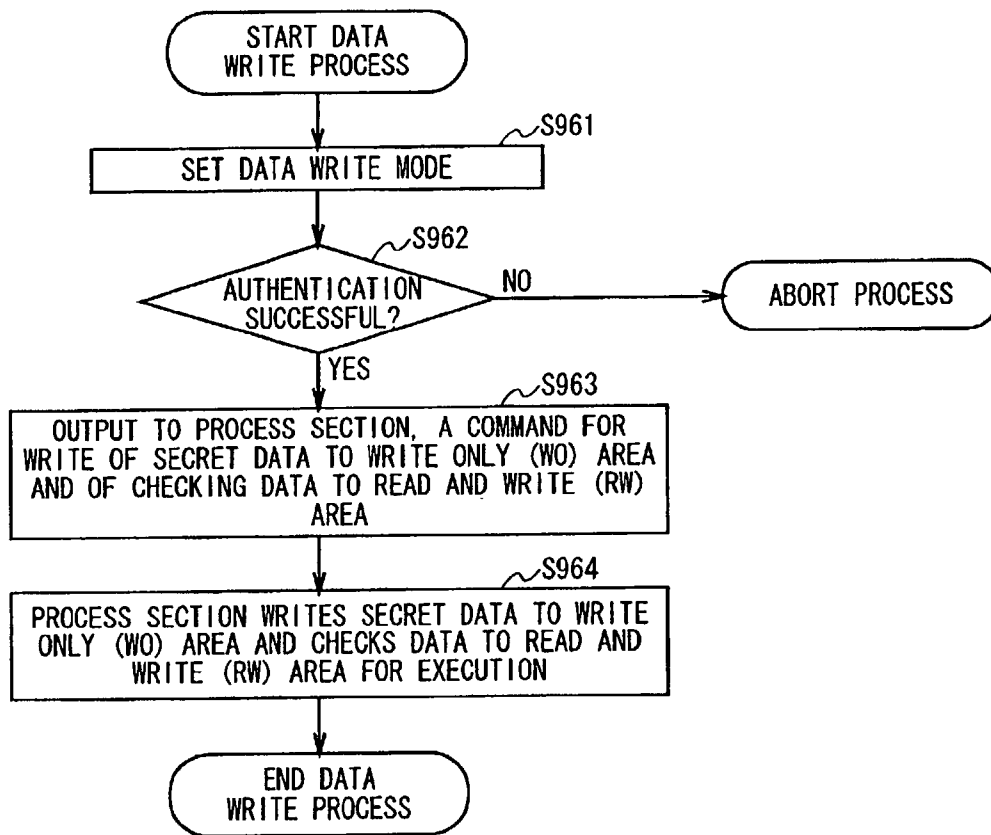 START DATA
WRITE PROCESS
S961
SET DATA WRITE MODE
S962
AUTHENTICATION
SUCCESSFUL?
NO
ABORT PROCESS
YES
S963
OUTPUT TO PROCESS SECTION, A COMMAND FOR
WRITE OF SECRET DATA TO WRITE ONLY (WO) AREA
AND OF CHECKING DATA TO READ AND WRITE (RW)
AREA
S964
PROCESS SECTION WRITES SECRET DATA TO WRITE
ONLY (WO) AREA AND CHECKS DATA TO READ AND
WRITE (RW) AREA FOR EXECUTION
END DATA
WRITE PROCESS